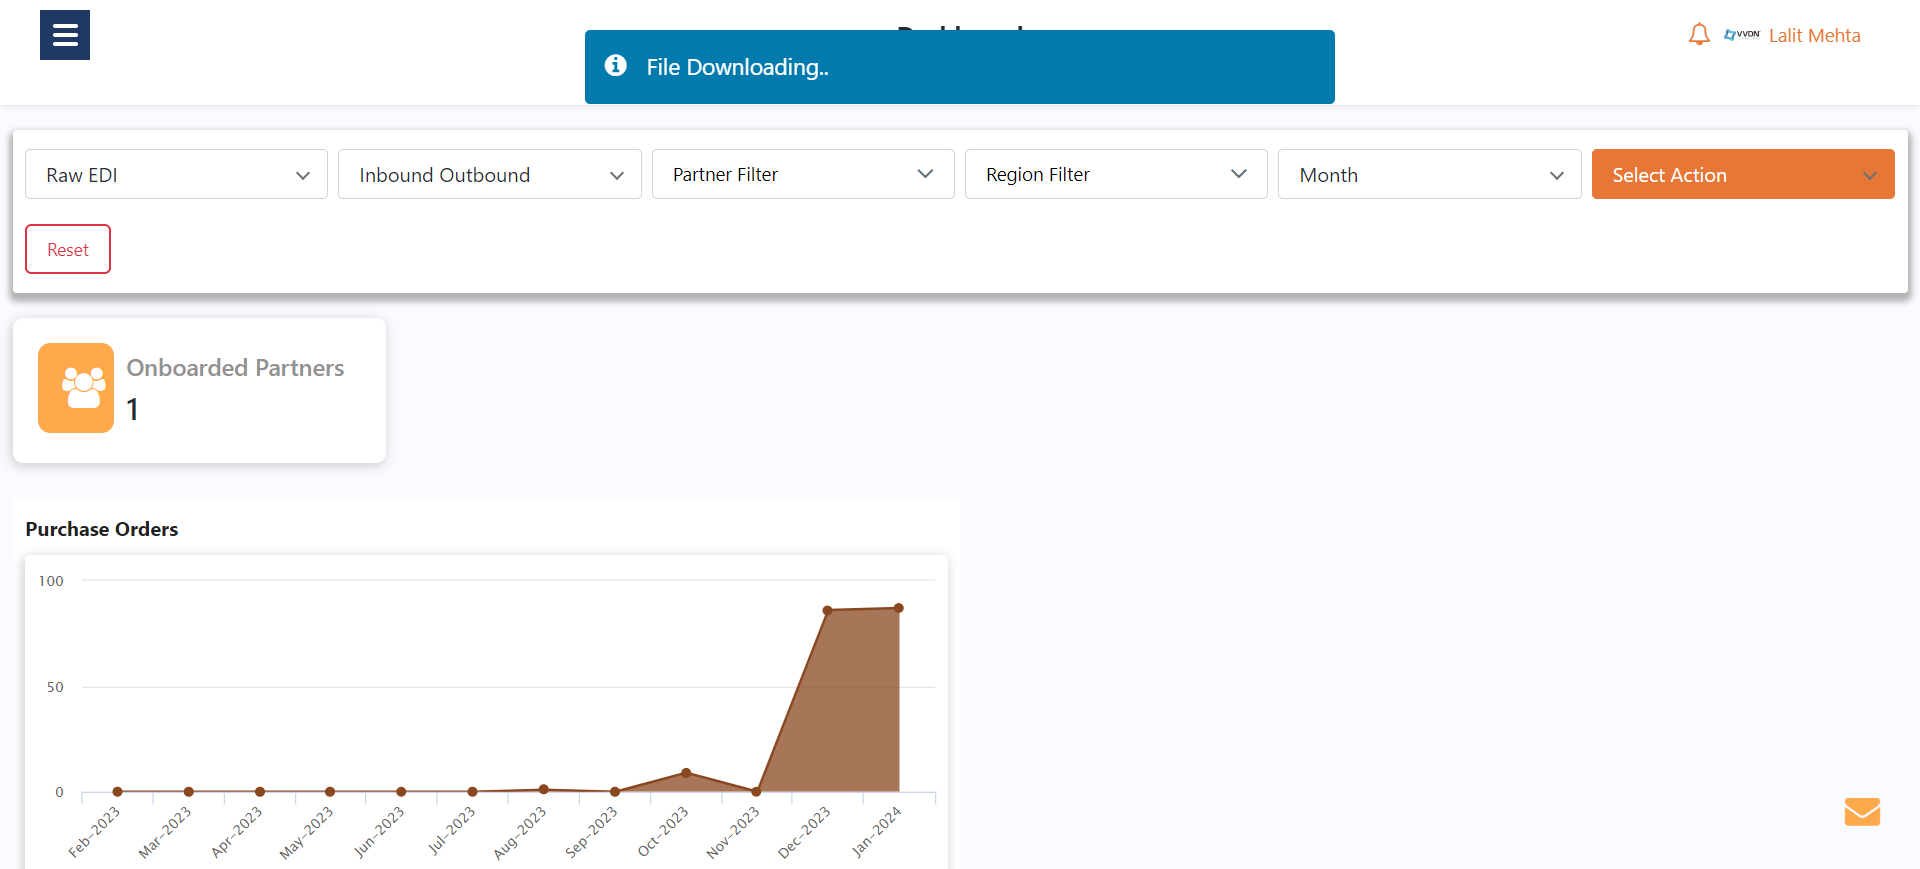 File Downloading..
VVDN
Lalit Mehta
Raw EDI
Inbound Outbound
Partner Filter
Region Filter
Month
Select Action
Reset
Onboarded Partners
1
Purchase Orders
100
50
0
Feb-2023
Mar-2023
Apr-2023
May-2023
Jun-2023
Jul-2023
Aug-2023
Sep-2023
Oct-2023
Nov-2023
Dec-2023
Jan-2024